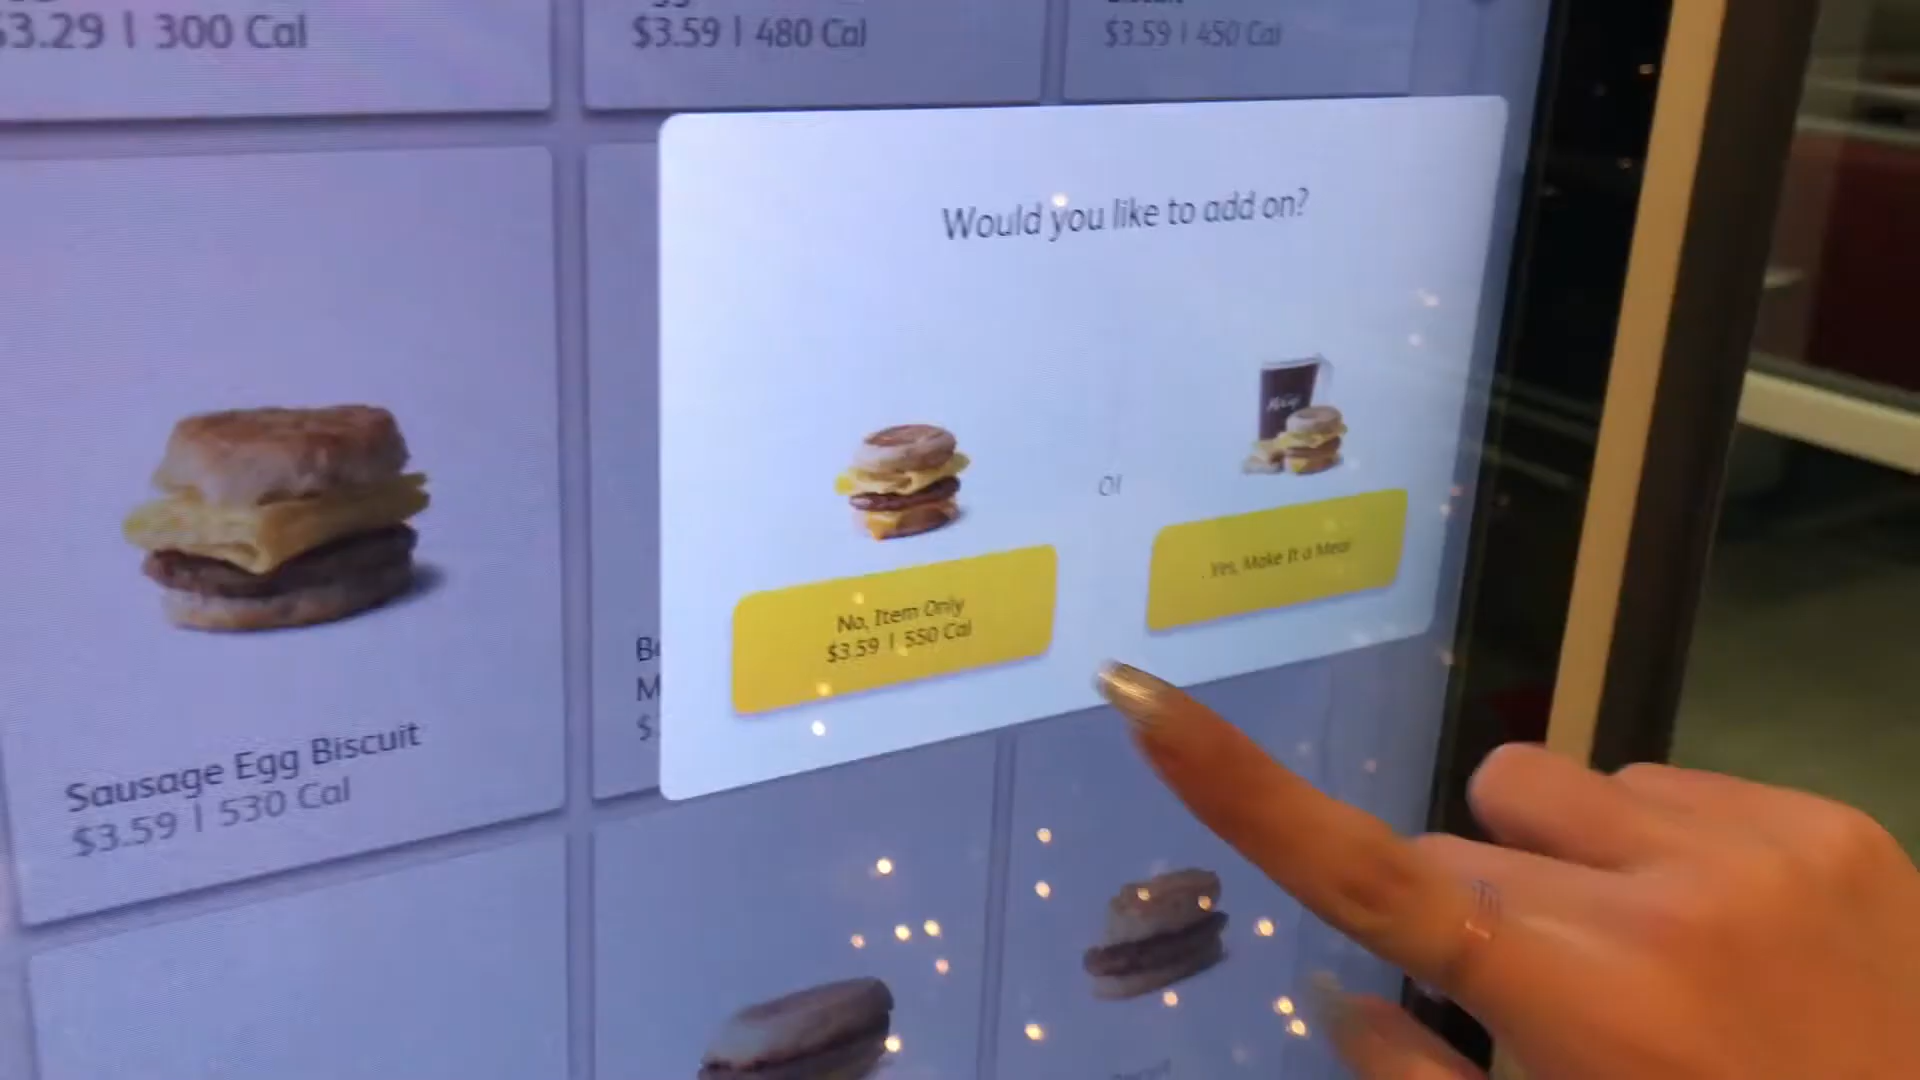 $3.29 | 300 Cal
$3.59 | 480 Cal
$3.59 | 450 Cal
Would you like to add on?
or
No, Item Only
$3.59 | 550 Cal
Yes, Make It a Meal
Sausage Egg Biscuit
$3.59 | 530 Cal